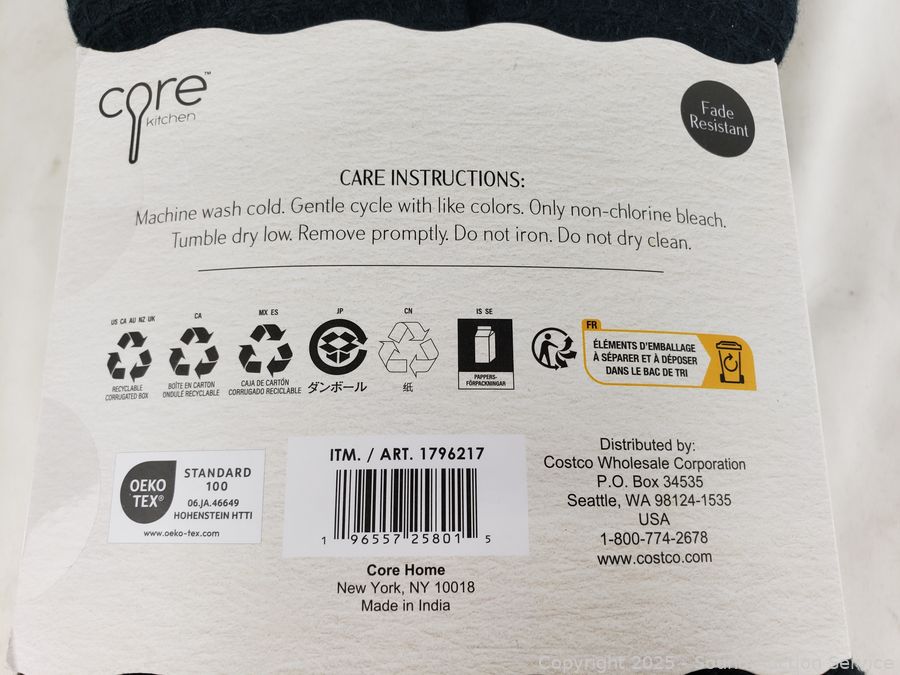 core™
kitchen
Fade
Resistant
CARE INSTRUCTIONS:
Machine wash cold. Gentle cycle with like colors. Only non-chlorine bleach.
Tumble dry low. Remove promptly. Do not iron. Do not dry clean.
US CA AU NZ UK
RECYCLABLE
CORRUGATED BOX
CA
BOÎTE EN CARTON
ONDULÉ RECYCLABLE
MX ES
CAJA DE CARTÓN
CORRUGADO RECICLABLE
JP
ダンボール
CN
纸
IS SE
PAPPERS-
FÖRPACKNINGAR
FR
ÉLÉMENTS D'EMBALLAGE
À SÉPARER ET À DÉPOSER
DANS LE BAC DE TRI
OEKO
TEX®
STANDARD
100
06.JA.46649
HOHENSTEIN HTTI
www.oeko-tex.com
ITM. / ART. 1796217
1 96557 25801 5
Core Home
New York, NY 10018
Made in India
Distributed by:
Costco Wholesale Corporation
P.O. Box 34535
Seattle, WA 98124-1535
USA
1-800-774-2678
www.costco.com
Copyright 2025 - Sound Auction Service